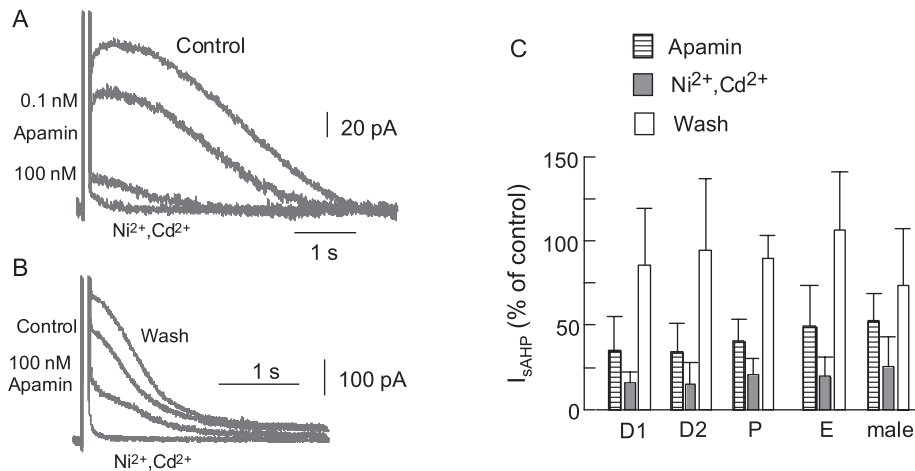 A
Control
0.1 nM
Apamin
100 nM
20 pA
Ni2+,Cd2+
1 s
B
Control
Wash
100 nM
Apamin
1 s
100 pA
Ni2+,Cd2+
C
Apamin
Ni2+,Cd2+
Wash
IsAHP (% of control)
150
100
50
0
D1 D2 P E male